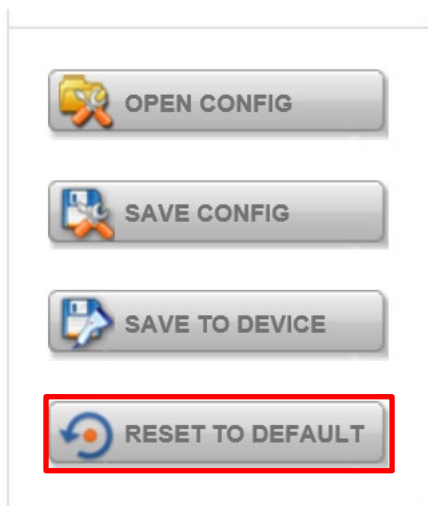 OPEN CONFIG
SAVE CONFIG
SAVE TO DEVICE
RESET TO DEFAULT